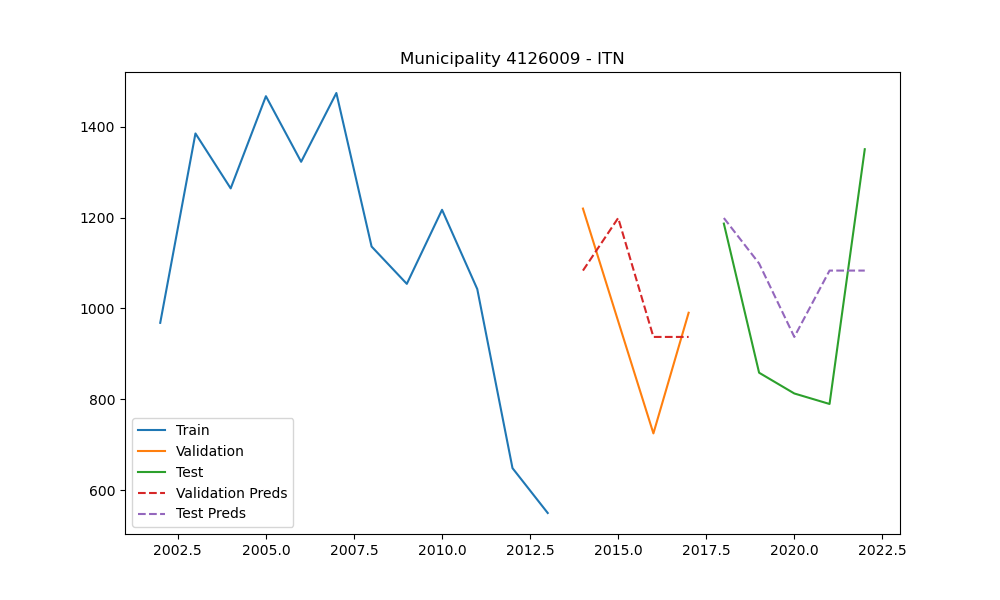 Municipality 4126009 - ITN
1400
1200
1000
800
600
Train
Validation
Test
Validation Preds
Test Preds
2002.5 2005.0 2007.5 2010.0 2012.5 2015.0 2017.5 2020.0 2022.5